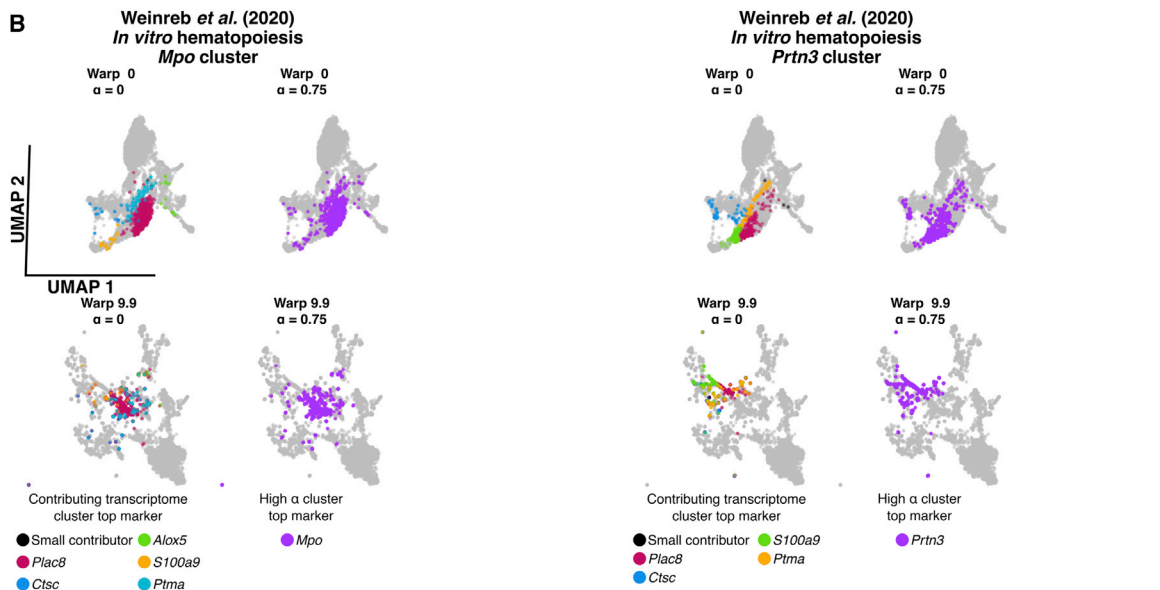 B
Weinreb et al. (2020)
In vitro hematopoiesis
Mpo cluster
Warp 0
α = 0
Warp 0
α = 0.75
UMAP 2
UMAP 1
Warp 9.9
α = 0
Warp 9.9
α = 0.75
Contributing transcriptome
cluster top marker
Small contributor
Alox5
Plac8
S100a9
Ctsc
Ptma
High α cluster
top marker
Mpo
Weinreb et al. (2020)
In vitro hematopoiesis
Prtn3 cluster
Warp 0
α = 0
Warp 0
α = 0.75
Warp 9.9
α = 0
Warp 9.9
α = 0.75
Contributing transcriptome
cluster top marker
Small contributor
S100a9
Plac8
Ptma
Ctsc
High α cluster
top marker
Prtn3